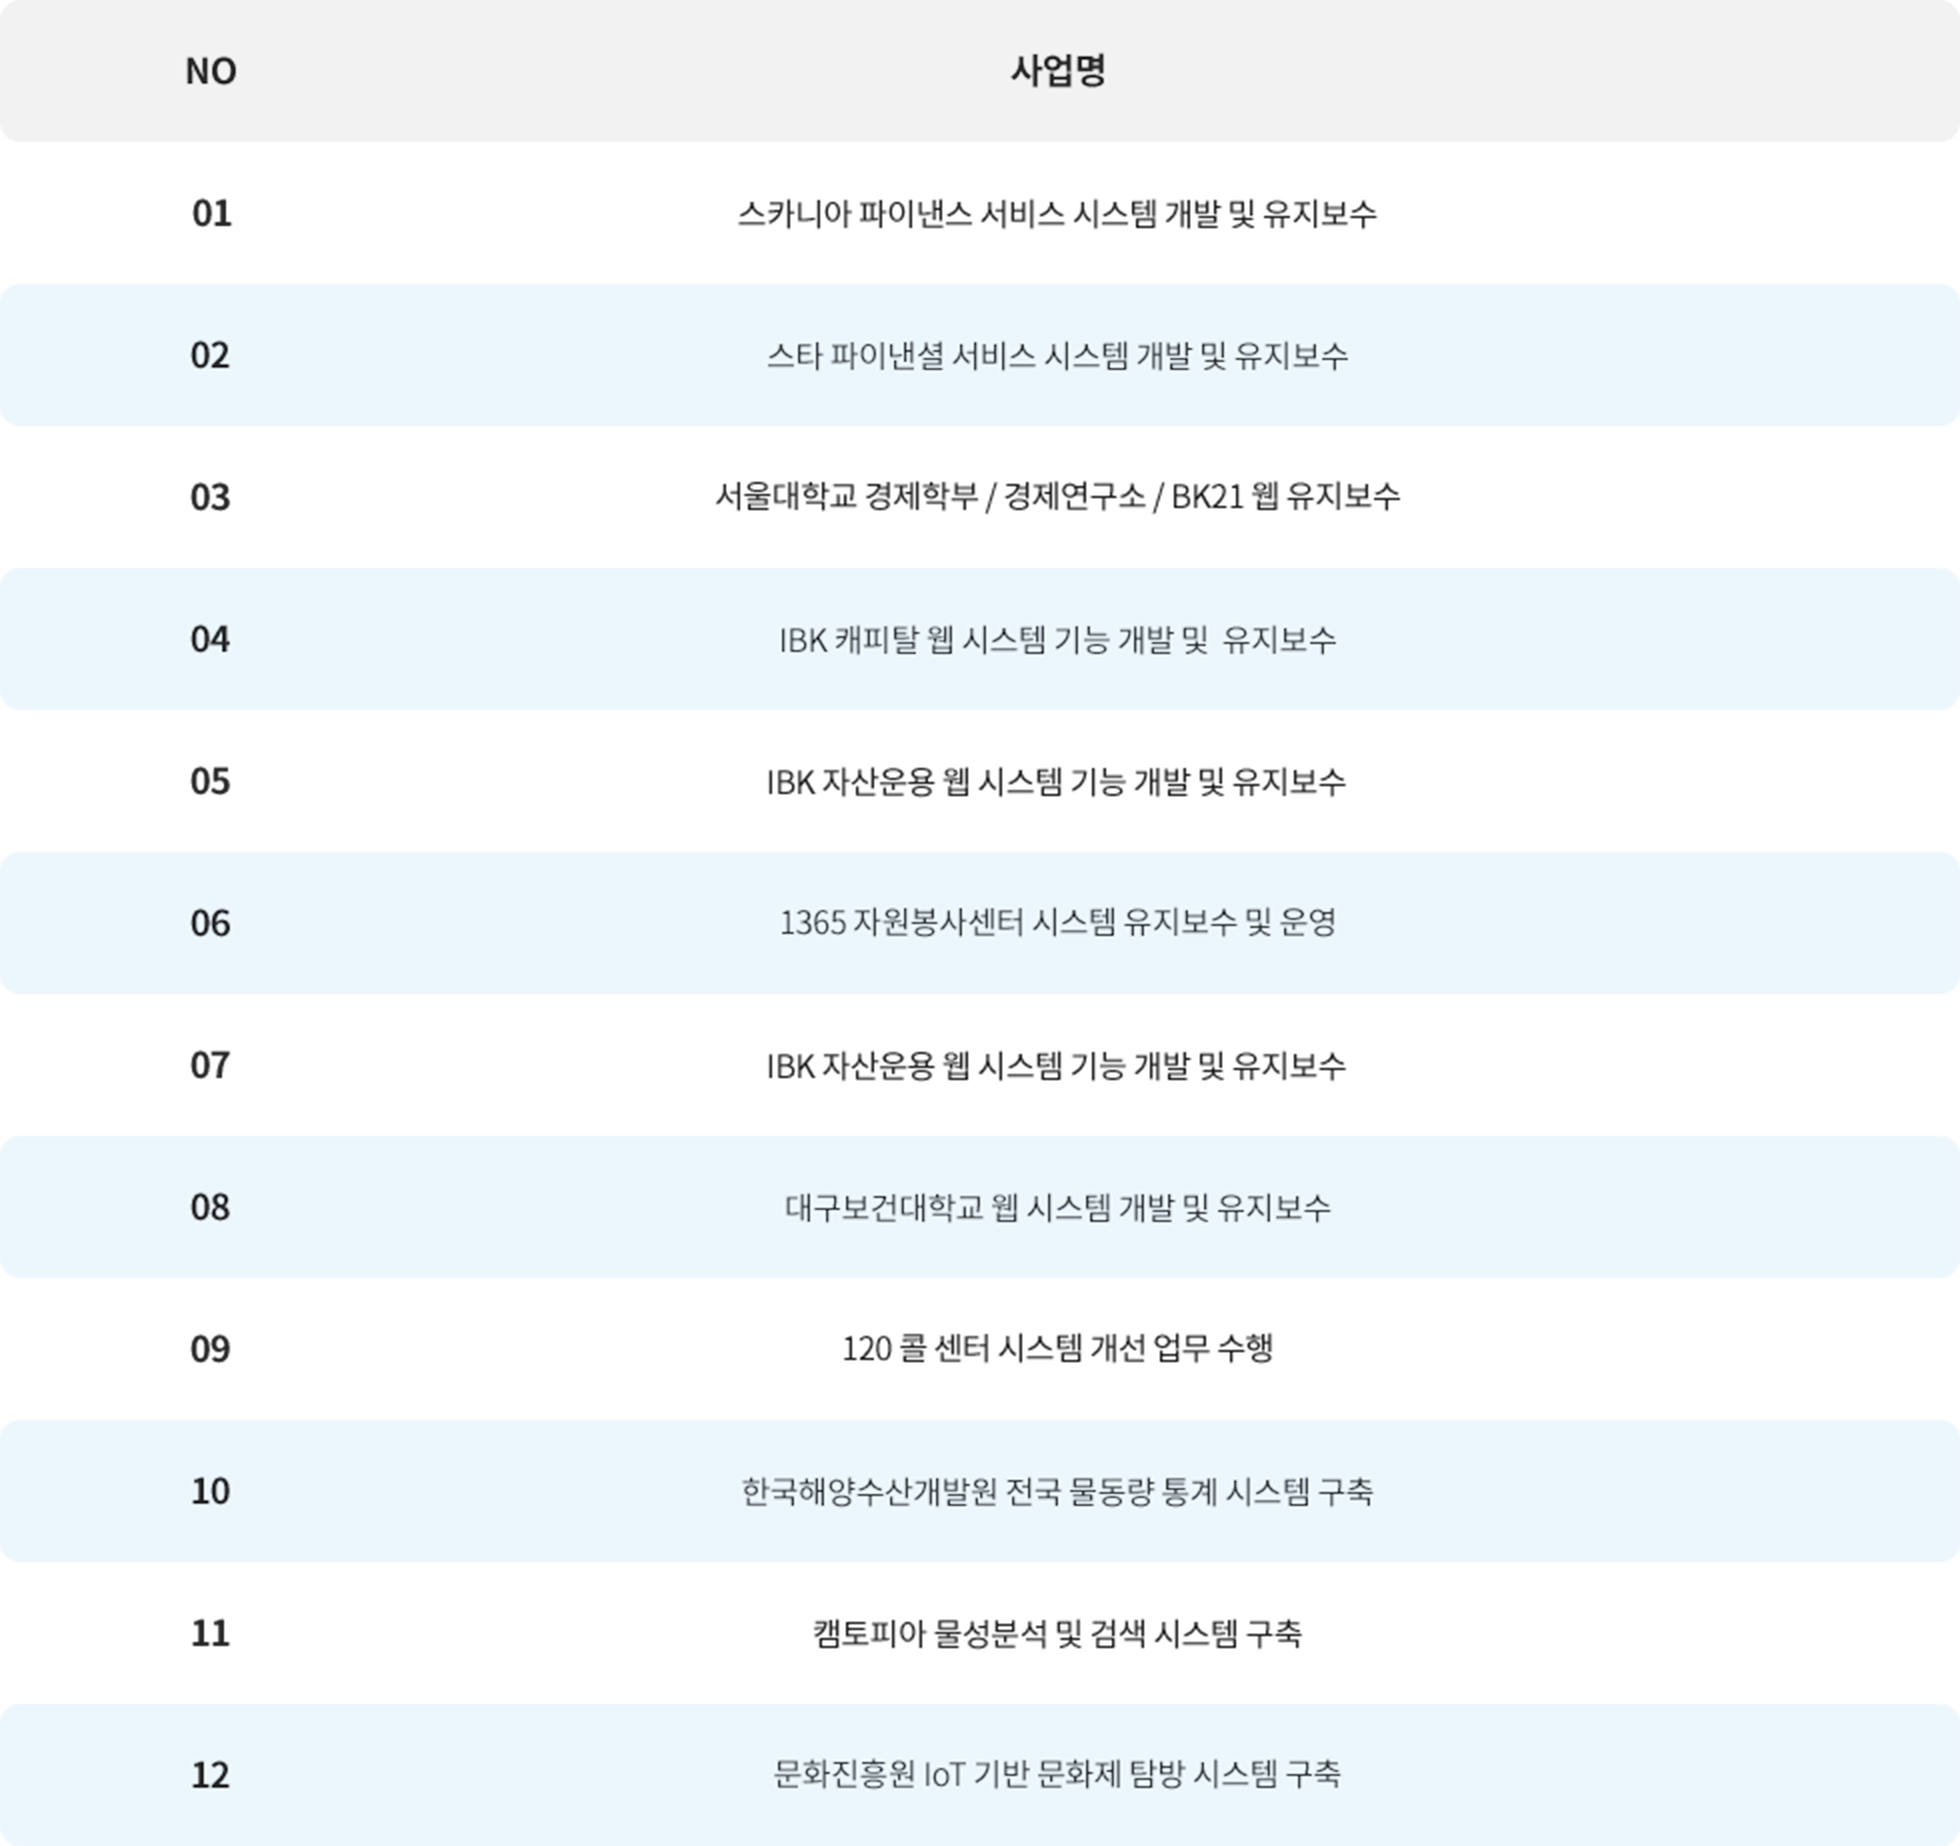 NO 사업명
01 스카니아 파이낸스 서비스 시스템 개발 및 유지보수
02 스타 파이낸셜 서비스 시스템 개발 및 유지보수
03 서울대학교 경제학부 / 경제연구소 / BK21 웹 유지보수
04 IBK 캐피탈 웹 시스템 기능 개발 및 유지보수
05 IBK 자산운용 웹 시스템 기능 개발 및 유지보수
06 1365 자원봉사센터 시스템 유지보수 및 운영
07 IBK 자산운용 웹 시스템 기능 개발 및 유지보수
08 대구보건대학교 웹 시스템 개발 및 유지보수
09 120 콜 센터 시스템 개선 업무 수행
10 한국해양수산개발원 전국 물동량 통계 시스템 구축
11 캠토피아 물성분석 및 검색 시스템 구축
12 문화진흥원 IoT 기반 문화제 탐방 시스템 구축